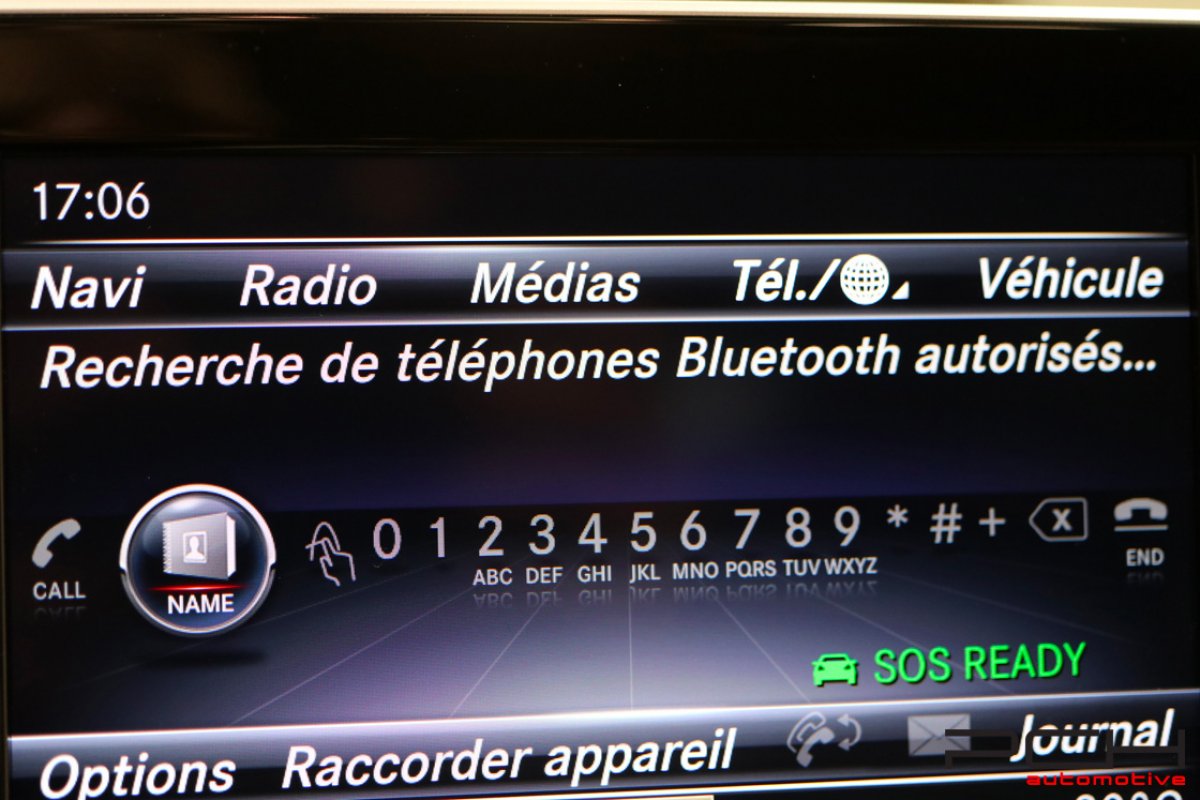 17:06
Navi Radio Médias Tél./ Véhicule
Recherche de téléphones Bluetooth autorisés...
0 1 2 3 4 5 6 7 8 9 * # + X
CALL NAME ABC DEF GHI JKL MNO PQRS TUV WXYZ END
SOS READY
Options Raccorder appareil Journal
automotive